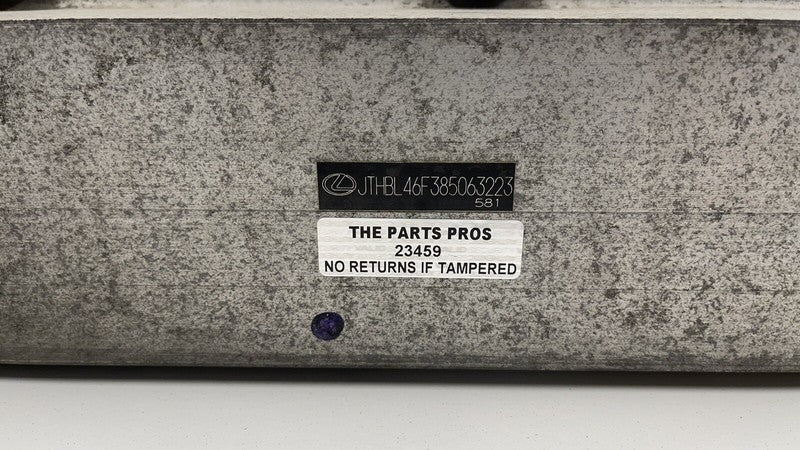 JTHBL46F385063223
581
THE PARTS PROS
23459
NO RETURNS IF TAMPERED